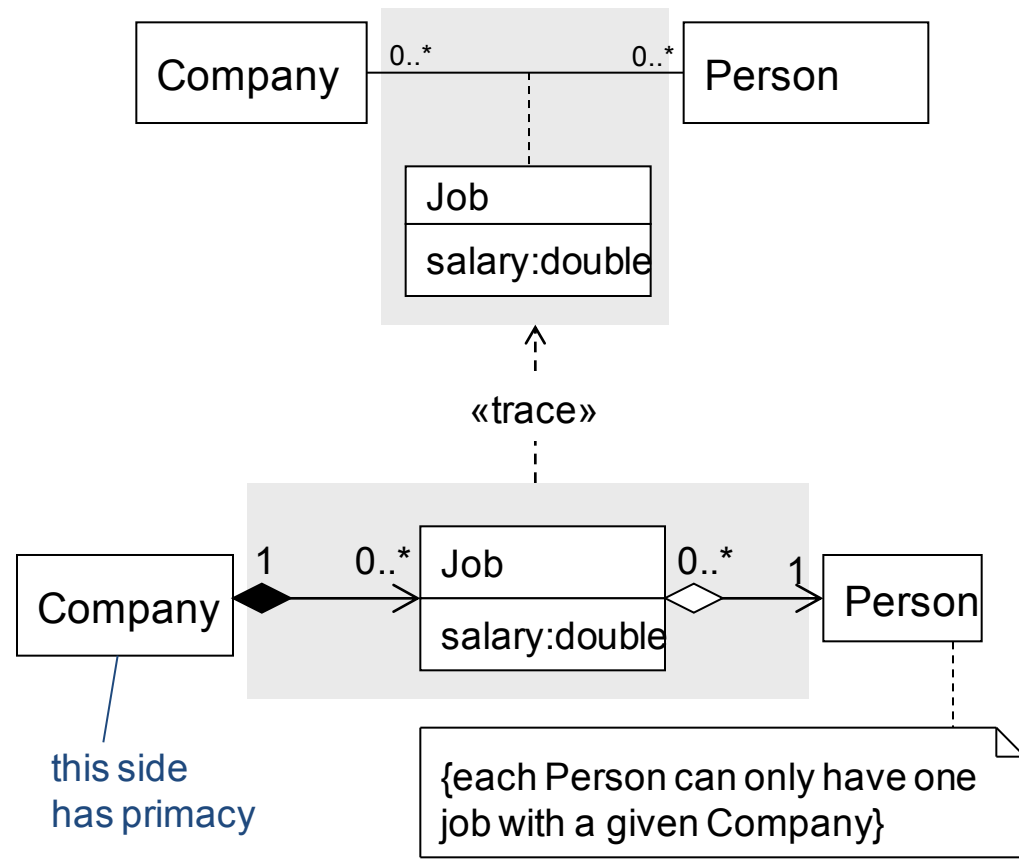 Company
0..*
0..*
Person
Job
salary:double
«trace»
Company
1
0..*
Job
salary:double
0..*
1
Person
this side
has primacy
{each Person can only have one
job with a given Company}